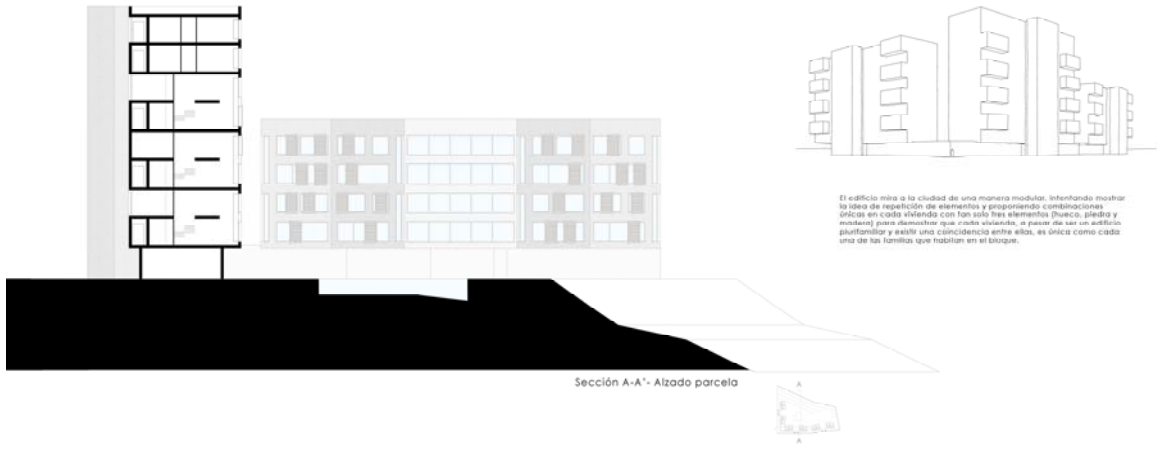 El edificio mira a la ciudad de una manera modular, intentando mostrar
la idea de repetición de elementos y proponiendo combinaciones
únicas en cada vivienda con tan solo tres elementos (hueco, piedra y
madera) para demostrar que cada vivienda, a pesar de ser un edificio
plurifamiliar y existir una coincidencia entre ellas, es única como cada
una de las familias que habitan en el bloque.
Sección A-A'- Alzado parcela
A
A